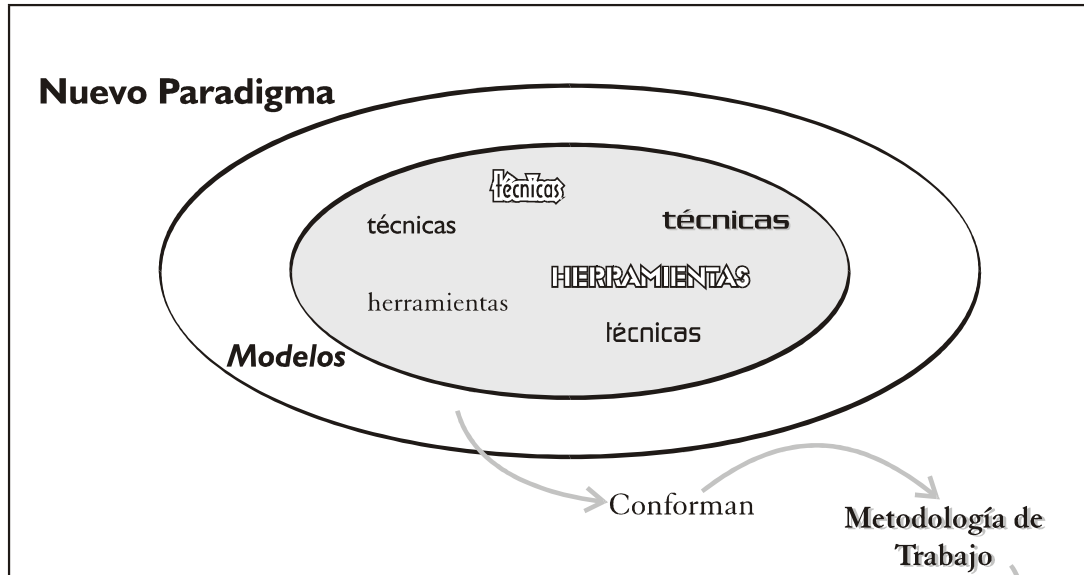 Nuevo Paradigma
técnicas
técnicas
técnicas
HERRAMIENTAS
herramientas
técnicas
Modelos
Conforman
Metodología de
Trabajo